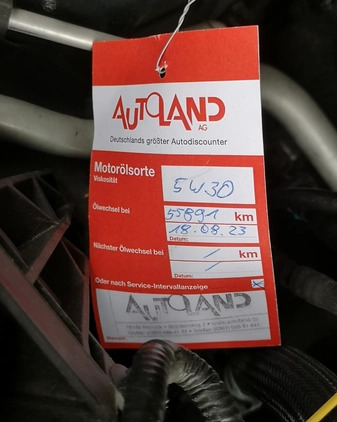 AUTOLAND
AG
Deutschlands größter Autodiscounter
Motorölsorte
Viskosität
5W30
Ölwechsel bei
55891 km
18.08.23
Datum:
Nächster Ölwechsel bei
/ km
/
Datum:
Oder nach Service-Intervallanzeige
AUTOLAND